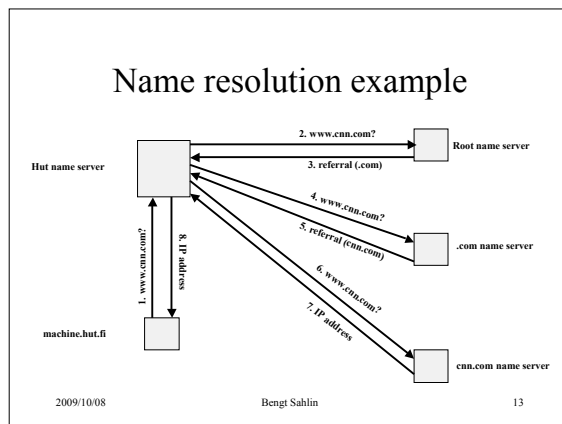 Name resolution example
2. www.cnn.com?
Root name server
3. referral (.com)
Hut name server
4. www.cnn.com?
5. referral (cnn.com)
.com name server
1. www.cnn.com?
8. IP address
6. www.cnn.com?
7. IP address
machine.hut.fi
cnn.com name server
2009/10/08
Bengt Sahlin
13